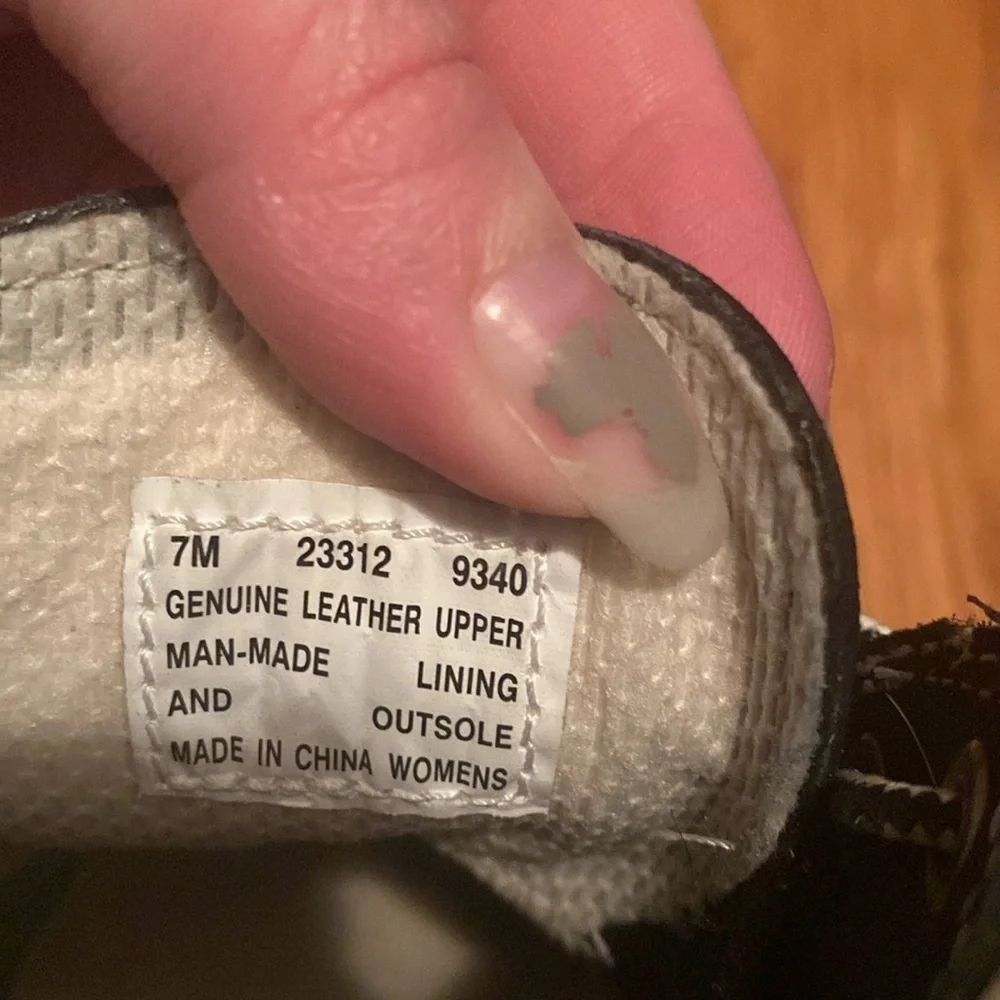 7M 23312 9340
GENUINE LEATHER UPPER
MAN-MADE LINING
AND OUTSOLE
MADE IN CHINA WOMENS